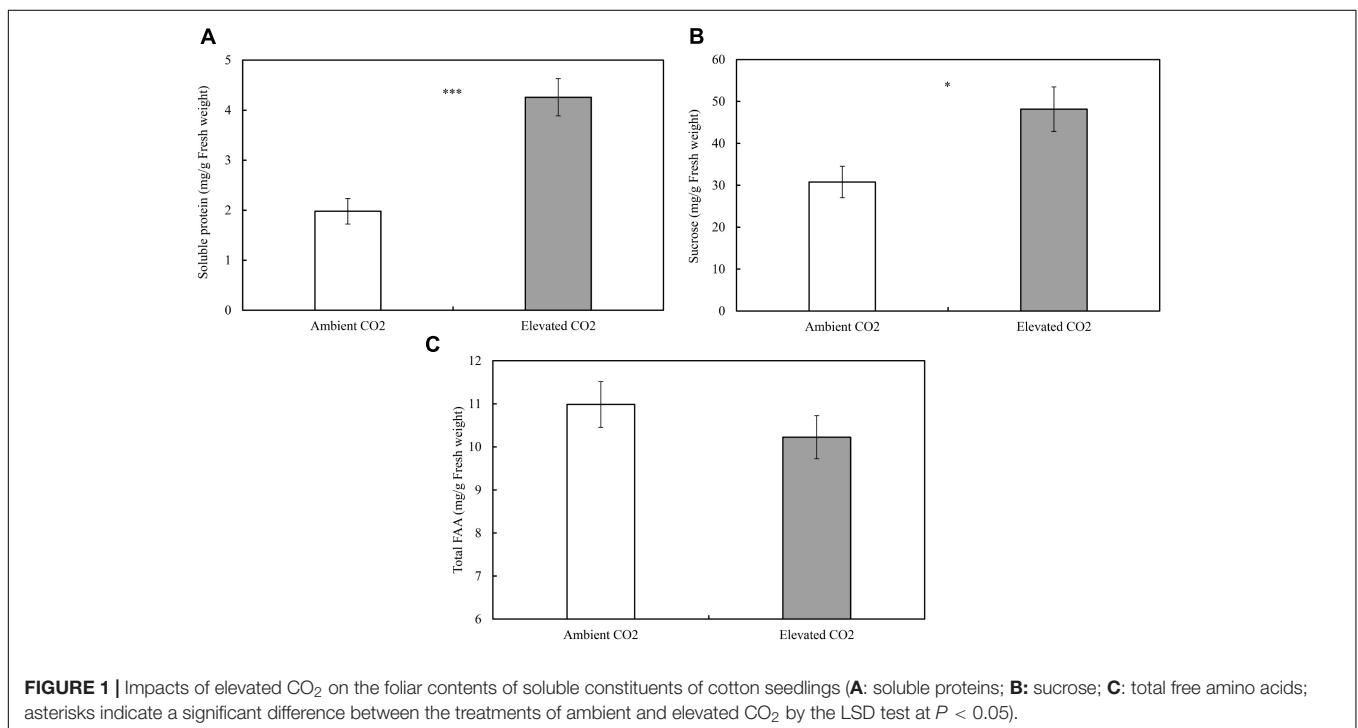 A
Soluble protein (mg/g Fresh weight)
5
4
3
2
1
0
***
Ambient CO2
Elevated CO2
B
Sucrose (mg/g Fresh weight)
60
50
40
30
20
10
0
*
Ambient CO2
Elevated CO2
C
Total FAA (mg/g Fresh weight)
12
11
10
9
8
7
6
Ambient CO2
Elevated CO2
FIGURE 1 | Impacts of elevated CO₂ on the foliar contents of soluble constituents of cotton seedlings (A: soluble proteins; B: sucrose; C: total free amino acids;
asterisks indicate a significant difference between the treatments of ambient and elevated CO₂ by the LSD test at P < 0.05).